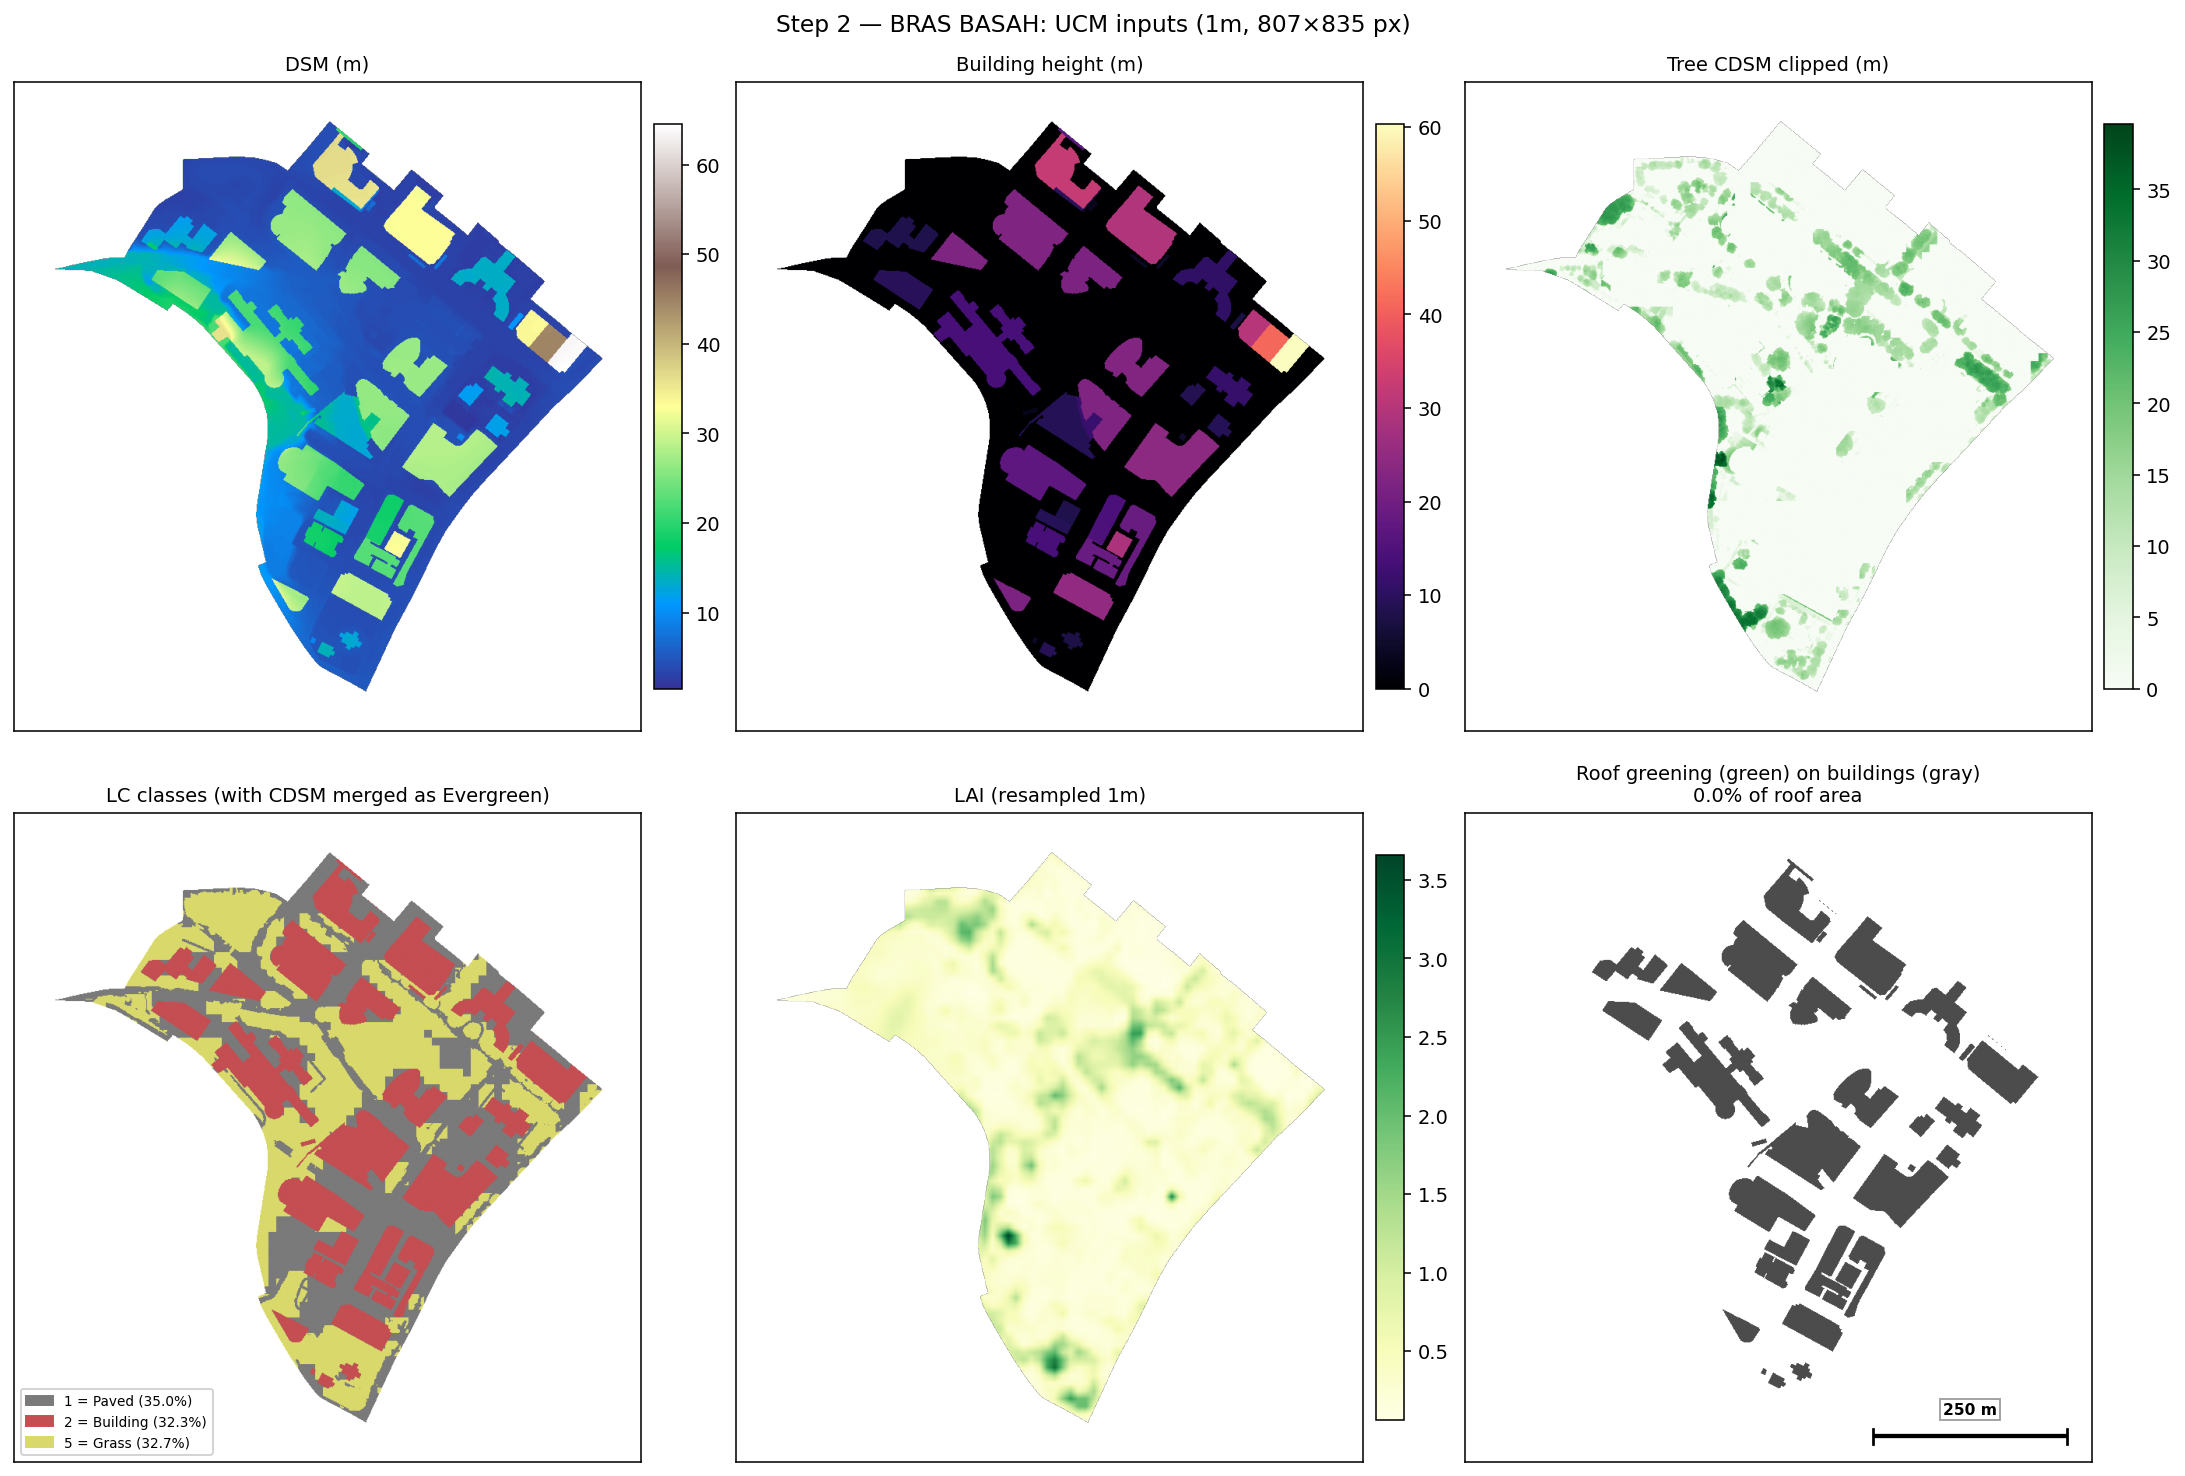 Step 2 — BRAS BASAH: UCM inputs (1m, 807×835 px)
DSM (m)
60
50
40
30
20
10
Building height (m)
60
50
40
30
20
10
0
Tree CDSM clipped (m)
35
30
25
20
15
10
5
0
LC classes (with CDSM merged as Evergreen)
1 = Paved (35.0%)
2 = Building (32.3%)
5 = Grass (32.7%)
LAI (resampled 1m)
3.5
3.0
2.5
2.0
1.5
1.0
0.5
Roof greening (green) on buildings (gray)
0.0% of roof area
250 m